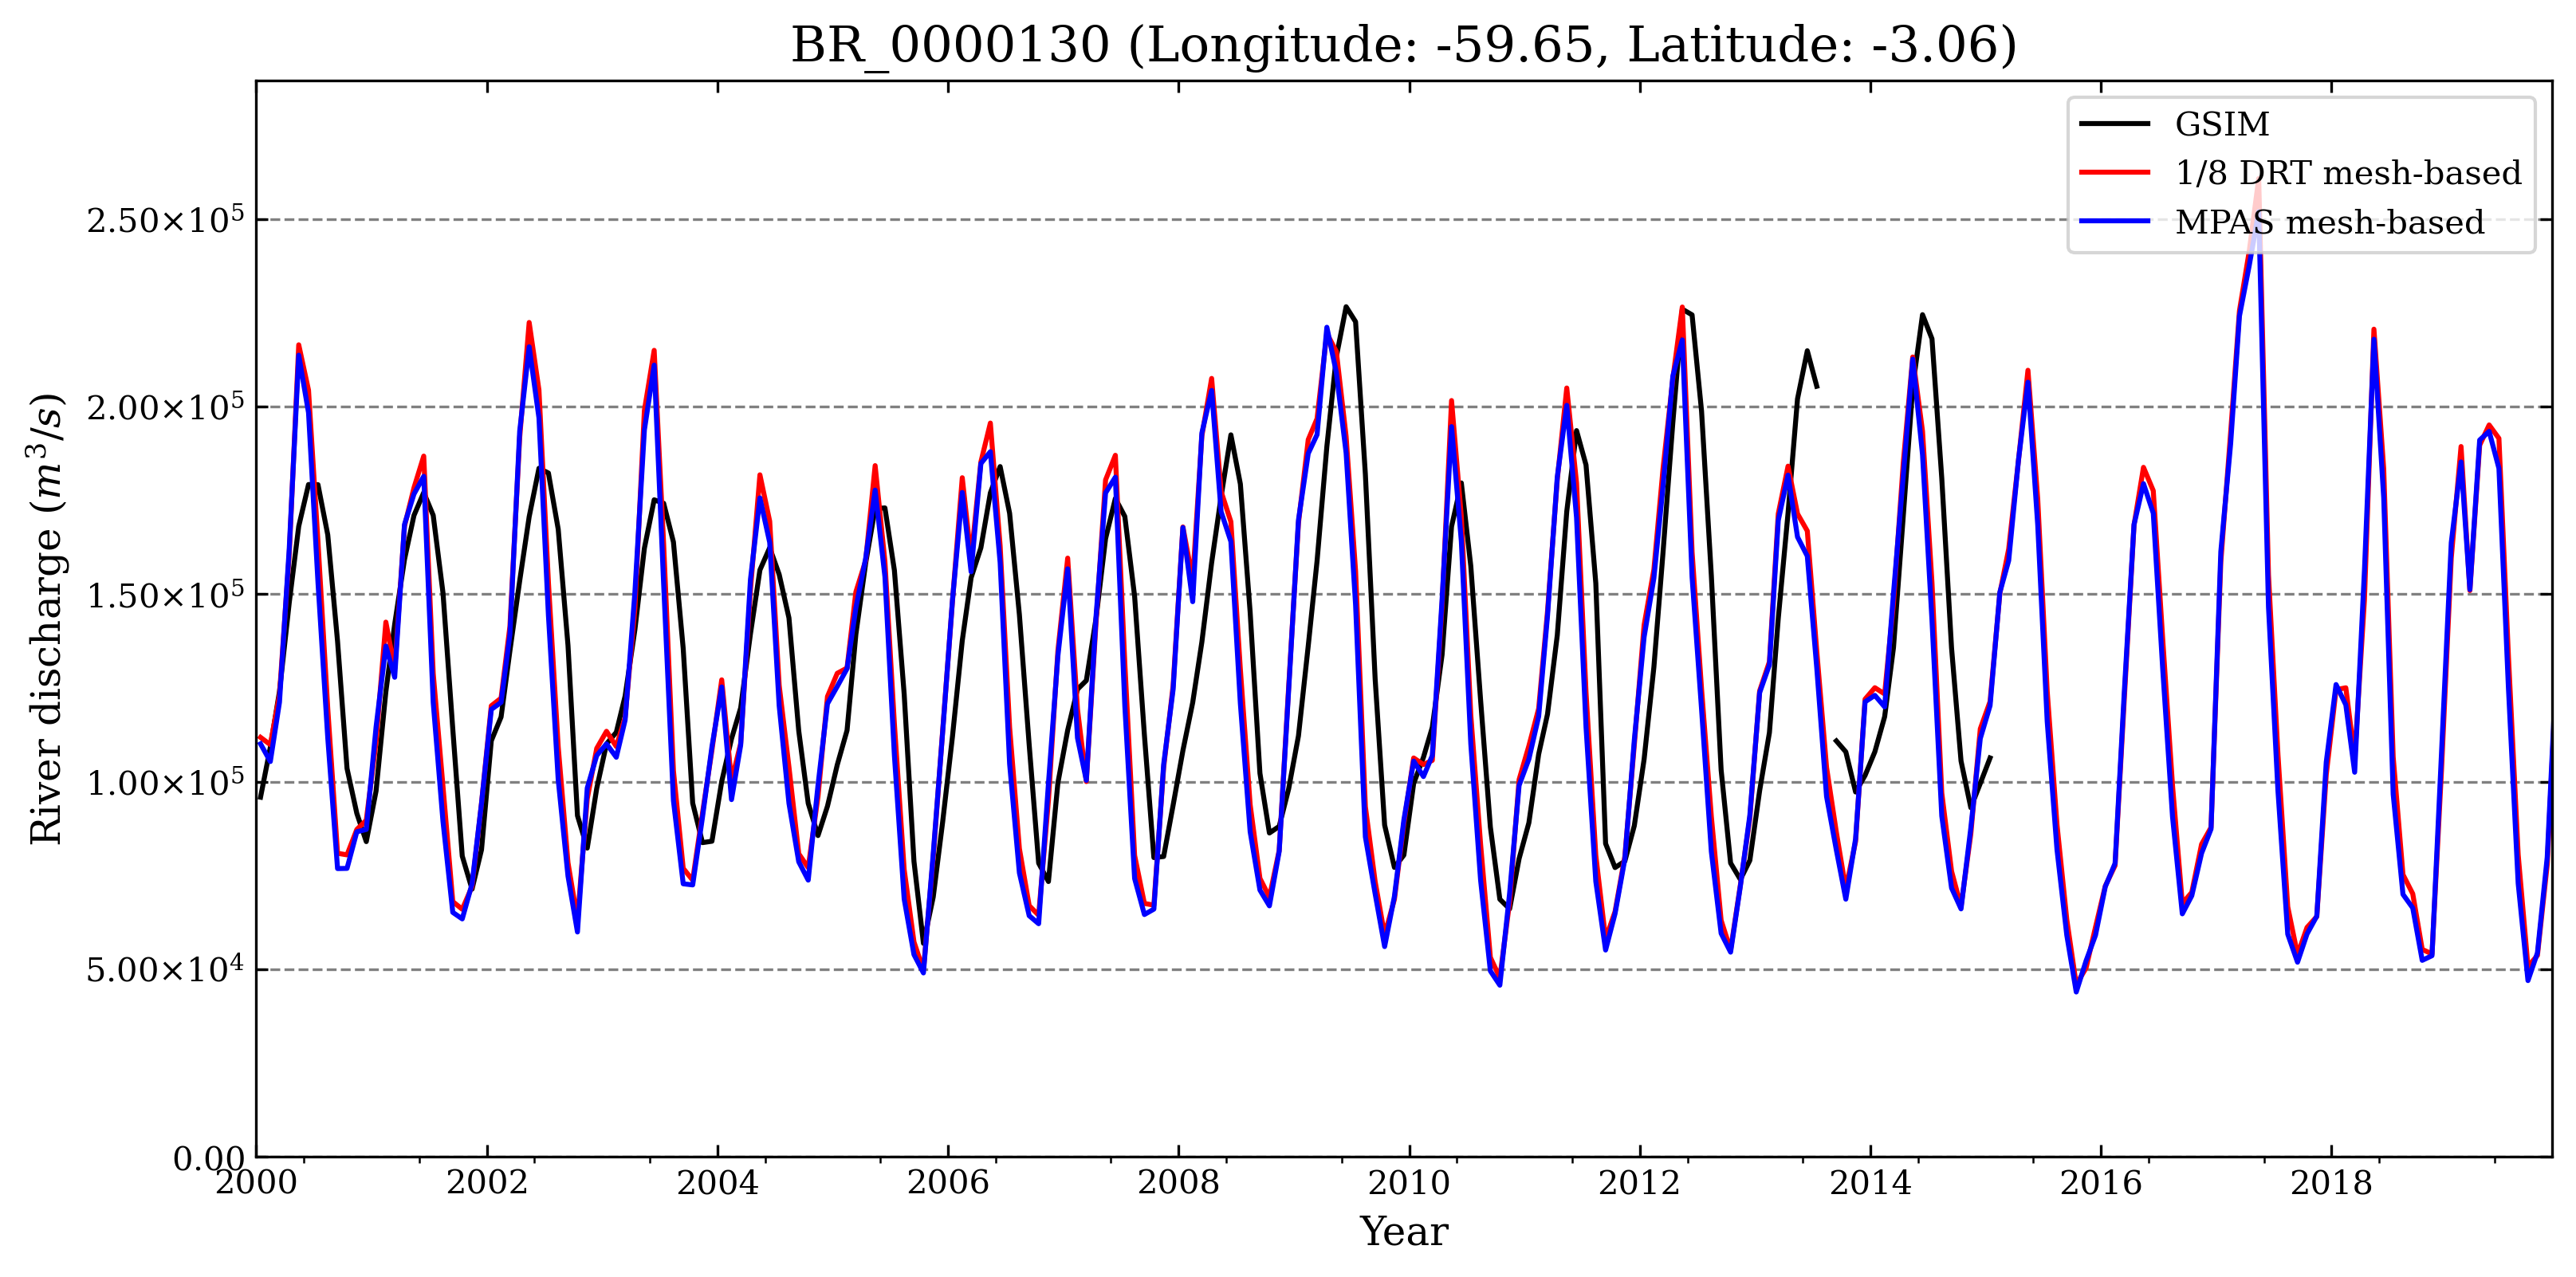 BR_0000130 (Longitude: -59.65, Latitude: -3.06)
GSIM
1/8 DRT mesh-based
MPAS mesh-based
River discharge (m³/s)
2.50×10⁵
2.00×10⁵
1.50×10⁵
1.00×10⁵
5.00×10⁴
0.00
2000 2002 2004 2006 2008 2010 2012 2014 2016 2018
Year